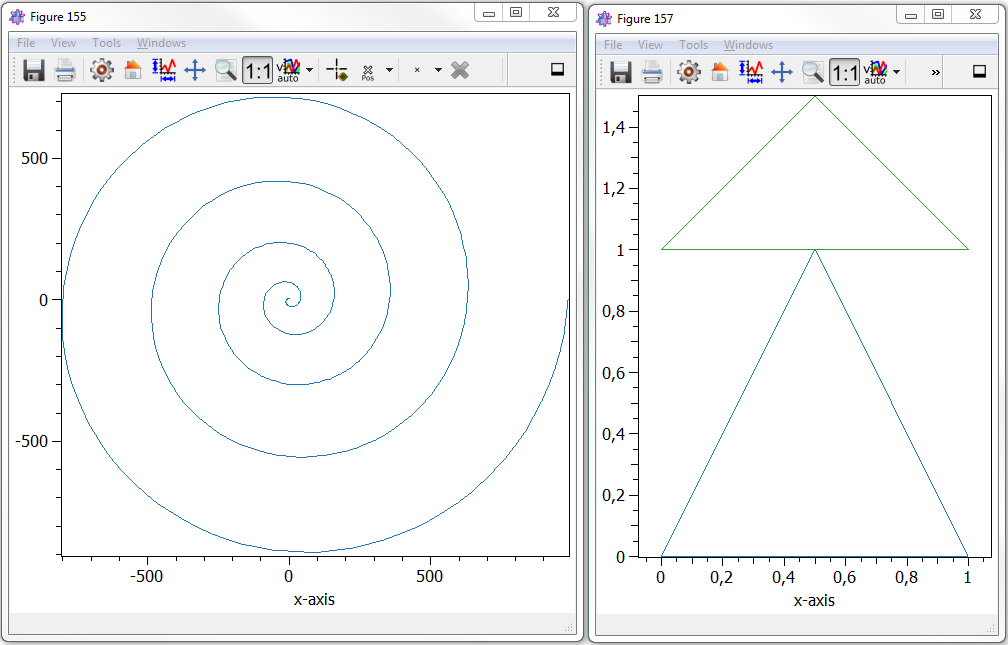 Figure 155
File View Tools Windows
1:1 auto Pos
500
0
-500
-500 0 500
x-axis
Figure 157
File View Tools Windows
1:1 auto »
1,4
1,2
1
0,8
0,6
0,4
0,2
0
0 0,2 0,4 0,6 0,8 1
x-axis